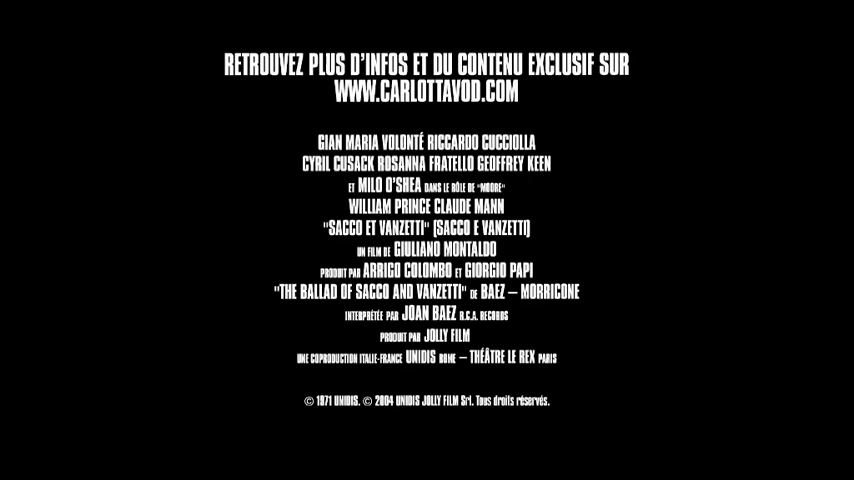 RETROUVEZ PLUS D'INFOS ET DU CONTENU EXCLUSIF SUR
WWW.CARLOTTAVOD.COM
GIAN MARIA VOLONTÉ RICCARDO CUCCIOLLA
CYRIL CUSACK ROSANNA FRATELLO GEOFFREY KEEN
ET MILO O'SHEA DANS LE RÔLE DE "MOORE"
WILLIAM PRINCE CLAUDE MANN
"SACCO ET VANZETTI" (SACCO E VANZETTI)
UN FILM DE GIULIANO MONTALDO
PRODUIT PAR ARRIGO COLOMBO ET GIORGIO PAPI
"THE BALLAD OF SACCO AND VANZETTI" DE BAEZ – MORRICONE
INTERPRÉTÉE PAR JOAN BAEZ R.C.A. RECORDS
PRODUIT PAR JOLLY FILM
UNE COPRODUCTION ITALIE-FRANCE UNIDIS ROME – THÉÂTRE LE REX PARIS
© 1971 UNIDIS. © 2004 UNIDIS JOLLY FILM Srl. Tous droits réservés.